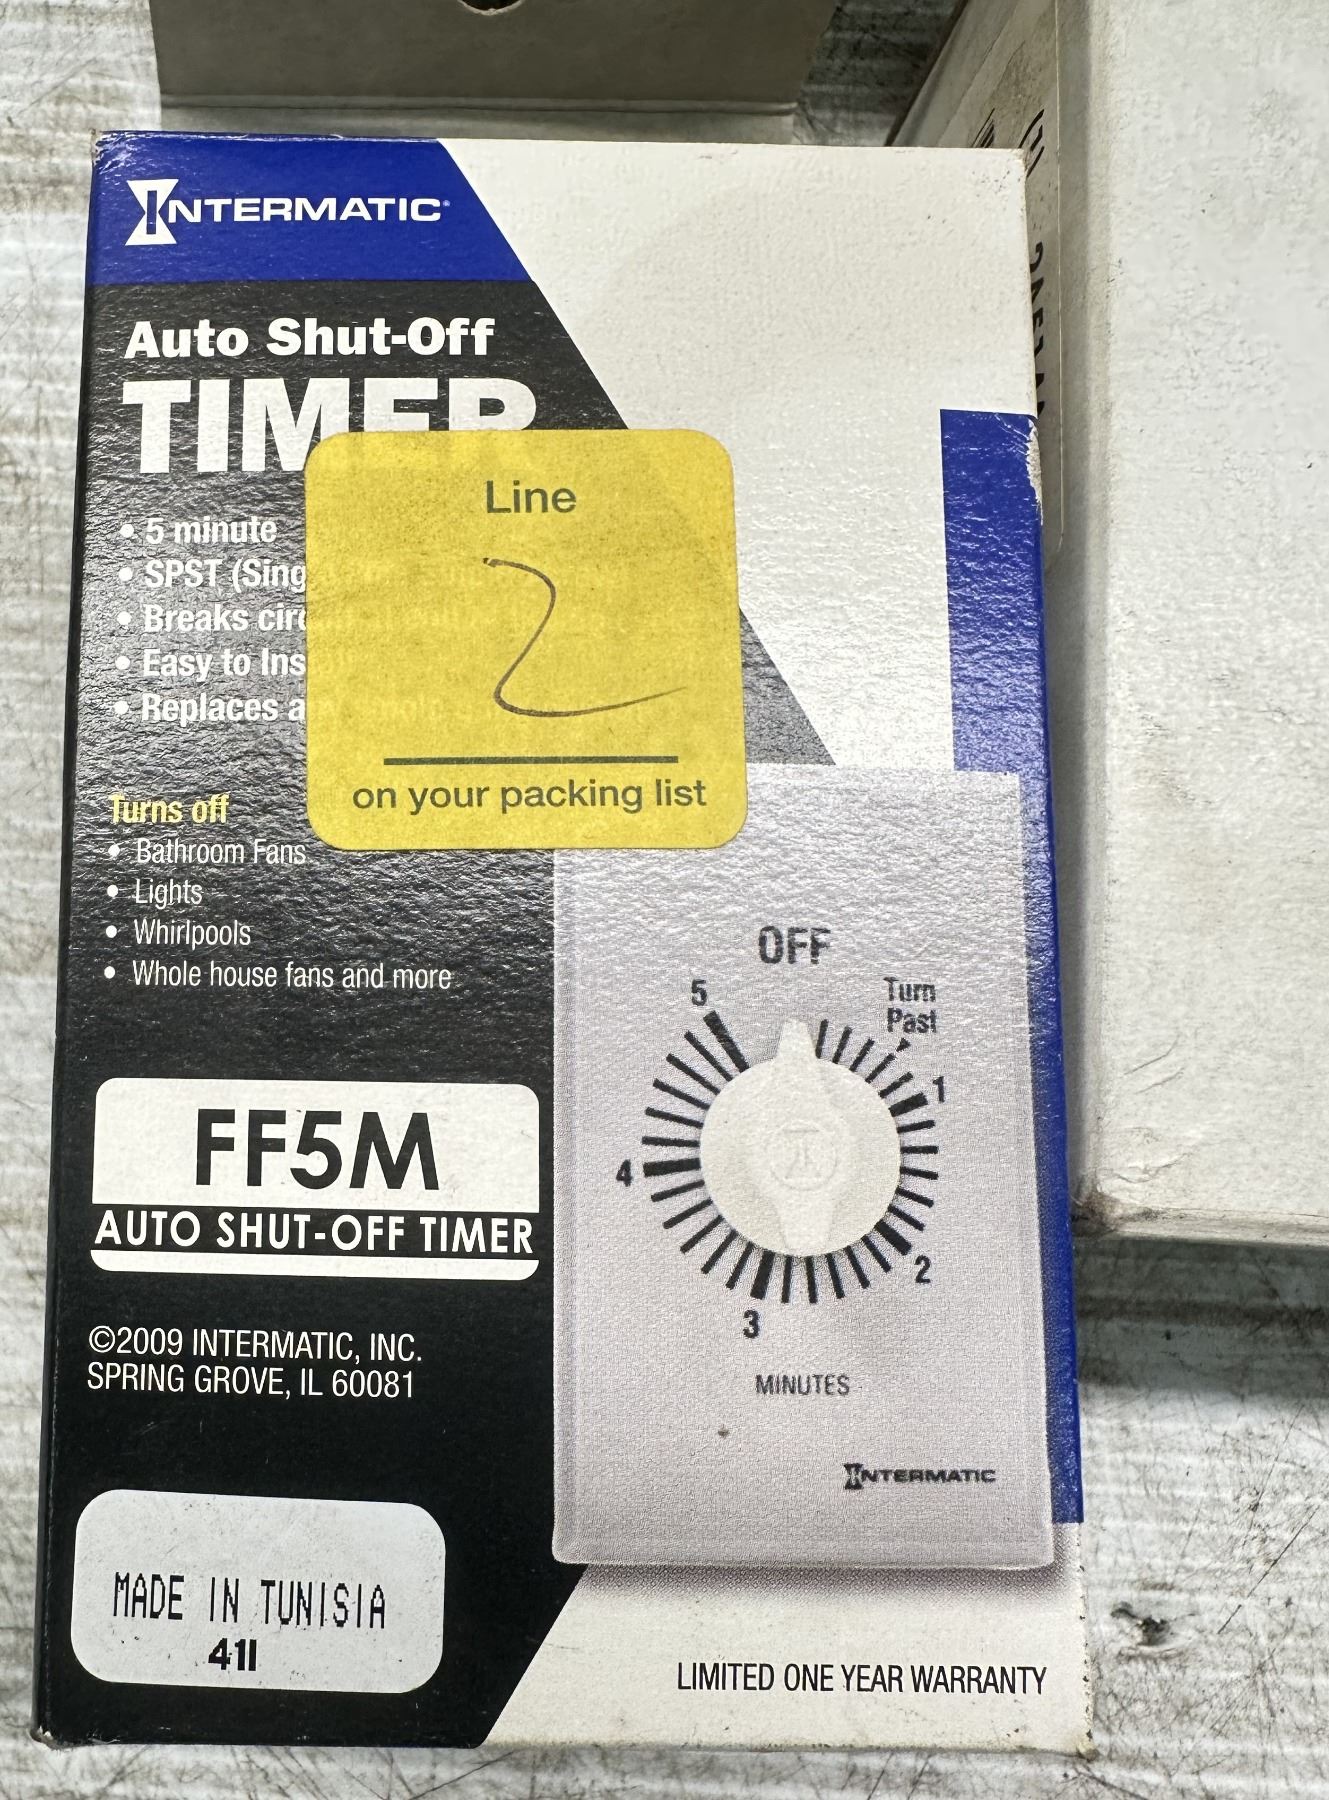 INTERMATIC
Auto Shut-Off
TIMER
• 5 minute
• SPST (Sing
• Breaks circ
• Easy to Install
• Replaces a
Line
2
on your packing list
Turns off
• Bathroom Fans
• Lights
• Whirlpools
• Whole house fans and more
OFF
Turn
Past
5
1
4
2
3
MINUTES
INTERMATIC
FF5M
AUTO SHUT-OFF TIMER
©2009 INTERMATIC, INC.
SPRING GROVE, IL 60081
MADE IN TUNISIA
41I
LIMITED ONE YEAR WARRANTY